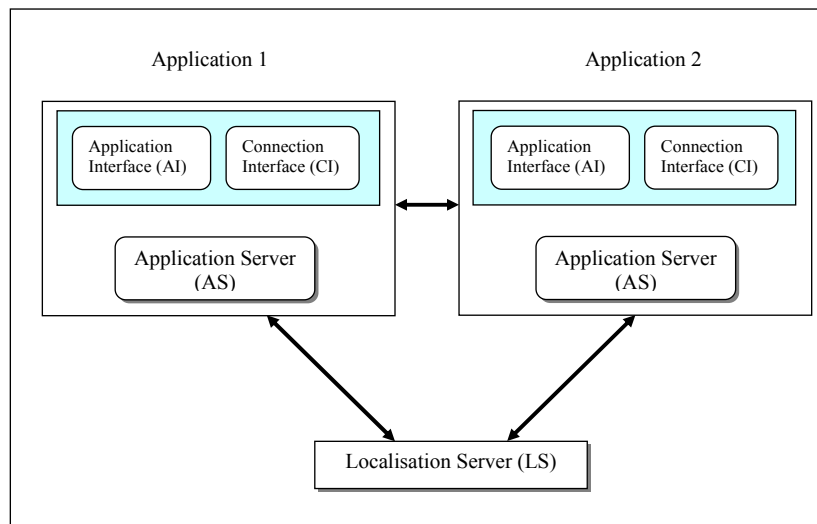 Application 1
Application 2
Application
Interface (AI)
Connection
Interface (CI)
Application
Interface (AI)
Connection
Interface (CI)
Application Server
(AS)
Application Server
(AS)
Localisation Server (LS)